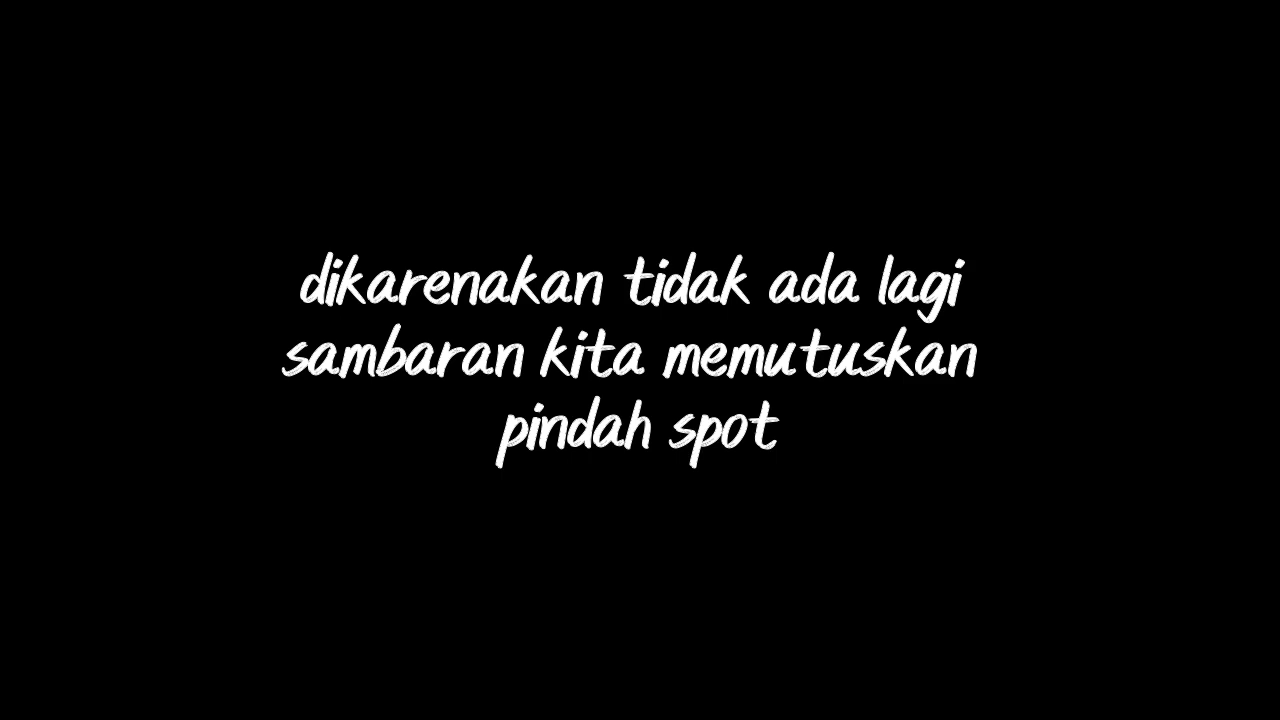 dikarenakan tidak ada lagi
sambaran kita memutuskan
pindah spot